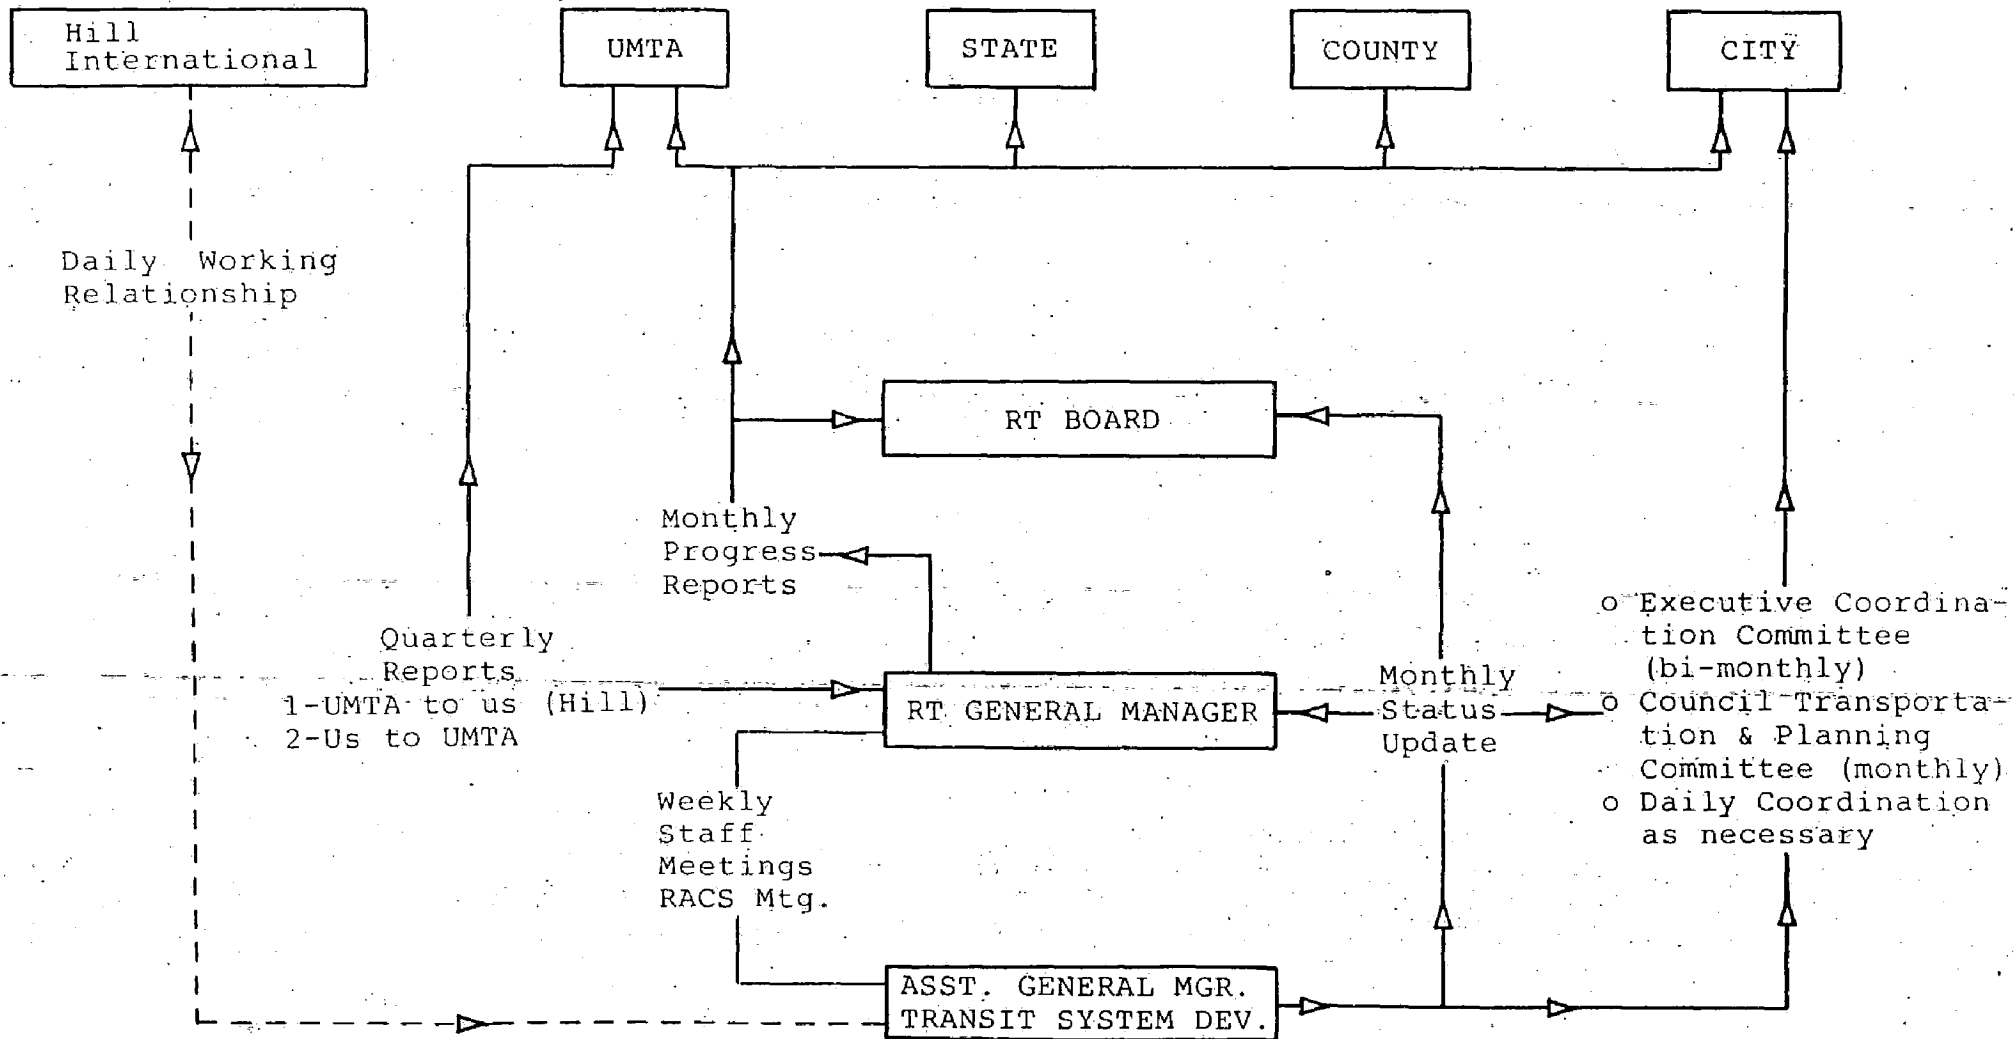 Hill
International
UMTA
STATE
COUNTY
CITY
Daily Working
Relationship
RT BOARD
Monthly
Progress
Reports
Quarterly
Reports
1-UMTA to us (Hill)
2-Us to UMTA
RT GENERAL MANAGER
Monthly
Status
Update
o Executive Coordina-
tion Committee
(bi-monthly)
o Council Transporta-
tion & Planning
Committee (monthly)
o Daily Coordination
as necessary
Weekly
Staff
Meetings
RACS Mtg.
ASST. GENERAL MGR.
TRANSIT SYSTEM DEV.